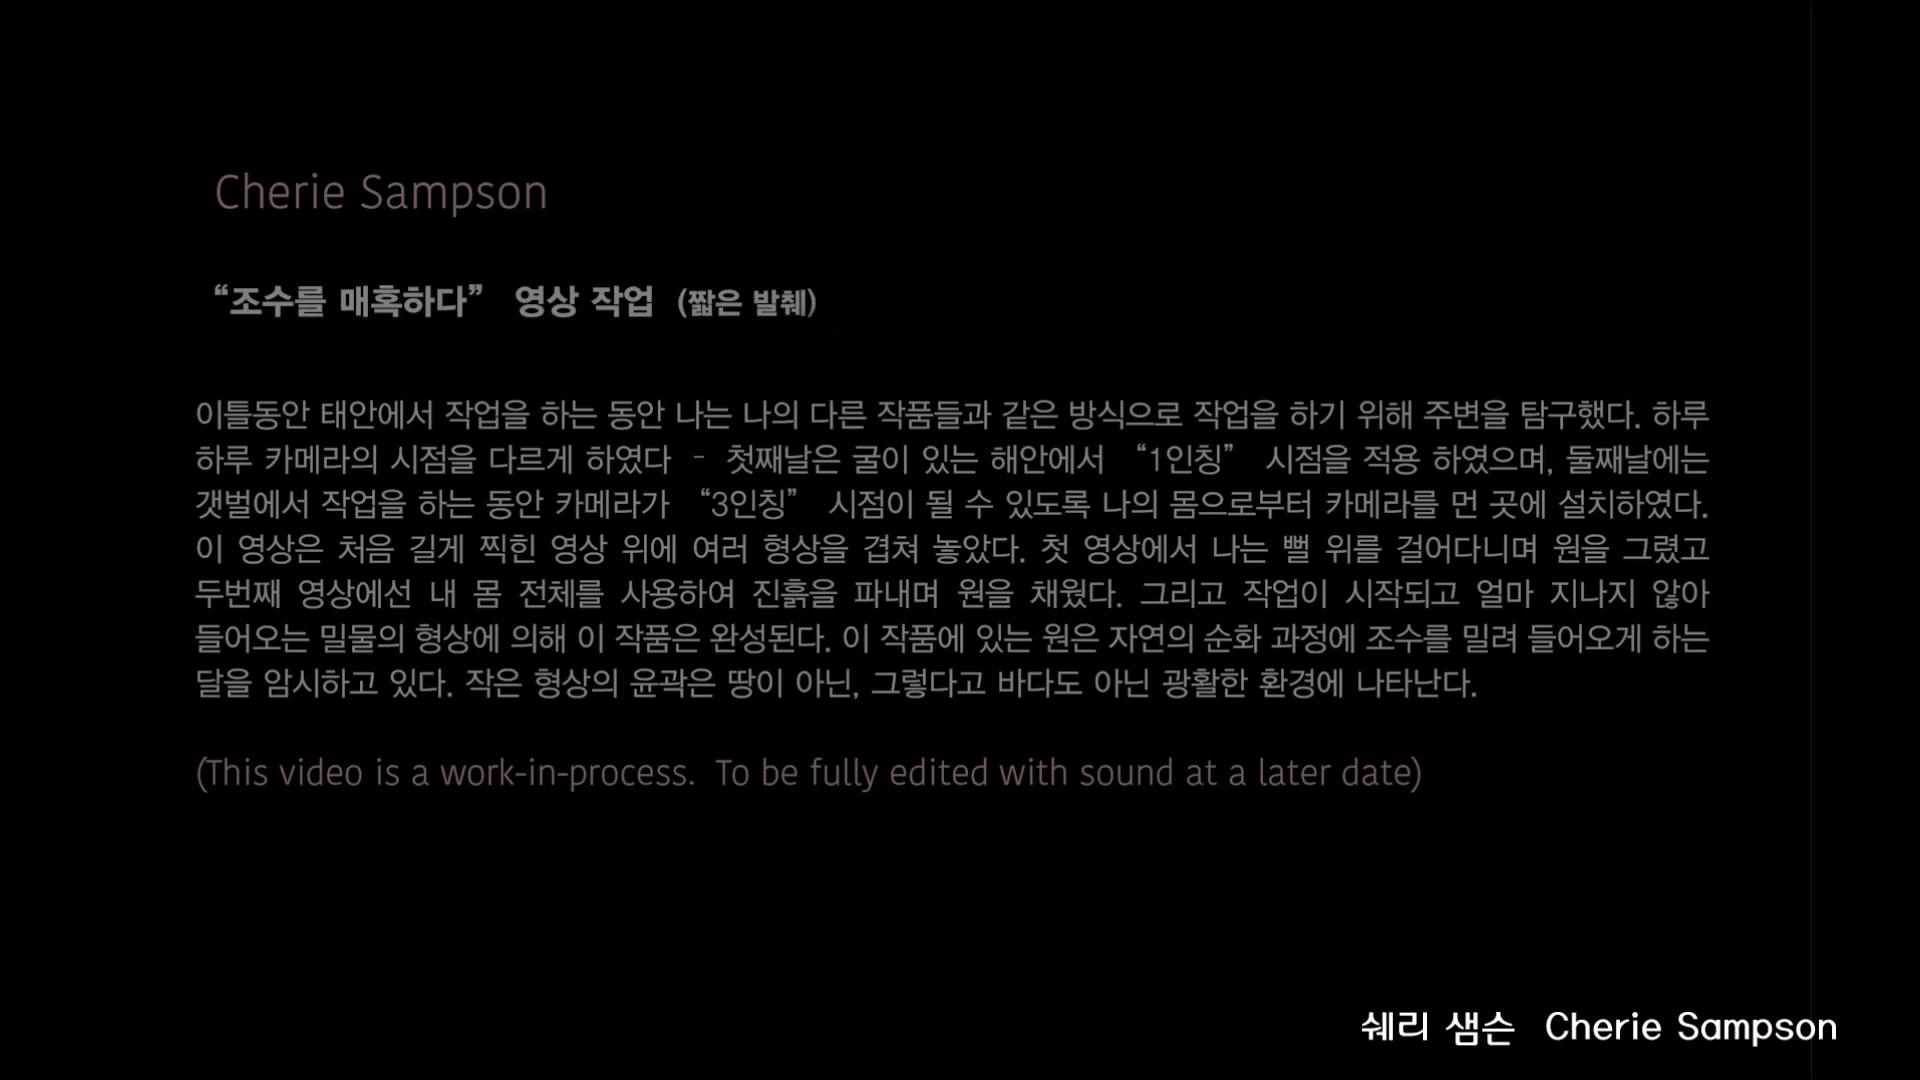 Cherie Sampson
“조수를 매혹하다” 영상 작업 (짧은 발췌)
이틀동안 태안에서 작업을 하는 동안 나는 나의 다른 작품들과 같은 방식으로 작업을 하기 위해 주변을 탐구했다. 하루
하루 카메라의 시점을 다르게 하였다 - 첫째날은 굴이 있는 해안에서 “1인칭” 시점을 적용 하였으며, 둘째날에는
갯벌에서 작업을 하는 동안 카메라가 “3인칭” 시점이 될 수 있도록 나의 몸으로부터 카메라를 먼 곳에 설치하였다.
이 영상은 처음 길게 찍힌 영상 위에 여러 형상을 겹쳐 놓았다. 첫 영상에서 나는 뻘 위를 걸어다니며 원을 그렸고
두번째 영상에선 내 몸 전체를 사용하여 진흙을 파내며 원을 채웠다. 그리고 작업이 시작되고 얼마 지나지 않아
들어오는 밀물의 형상에 의해 이 작품은 완성된다. 이 작품에 있는 원은 자연의 순화 과정에 조수를 밀려 들어오게 하는
달을 암시하고 있다. 작은 형상의 윤곽은 땅이 아닌, 그렇다고 바다도 아닌 광활한 환경에 나타난다.
(This video is a work-in-process. To be fully edited with sound at a later date)
쉐리 샘슨 Cherie Sampson